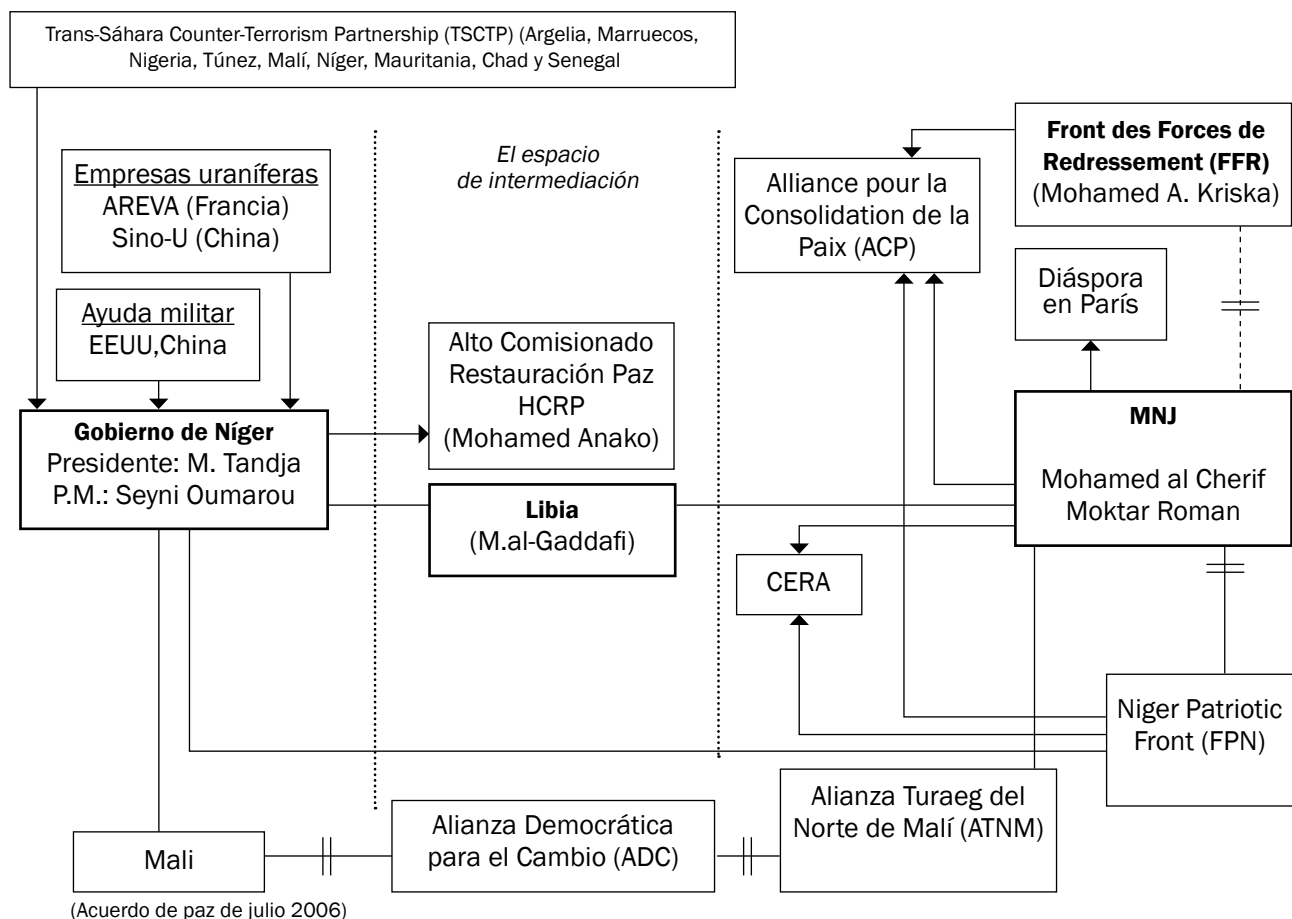 Trans-Sáhara Counter-Terrorism Partnership (TSCTP) (Argelia, Marruecos,
Nigeria, Túnez, Malí, Níger, Mauritania, Chad y Senegal
Empresas uraníferas
AREVA (Francia)
Sino-U (China)
Ayuda militar
EEUU,China
Gobierno de Níger
Presidente: M. Tandja
P.M.: Seyni Oumarou
El espacio
de intermediación
Alto Comisionado
Restauración Paz
HCRP
(Mohamed Anako)
Libia
(M.al-Gaddafi)
Alliance pour la
Consolidation de la
Paix (ACP)
Front des Forces de
Redressement (FFR)
(Mohamed A. Kriska)
Diáspora
en París
MNJ
Mohamed al Cherif
Moktar Roman
CERA
Niger Patriotic
Front (FPN)
Alianza Turaeg del
Norte de Malí (ATNM)
Alianza Democrática
para el Cambio (ADC)
Mali
(Acuerdo de paz de julio 2006)